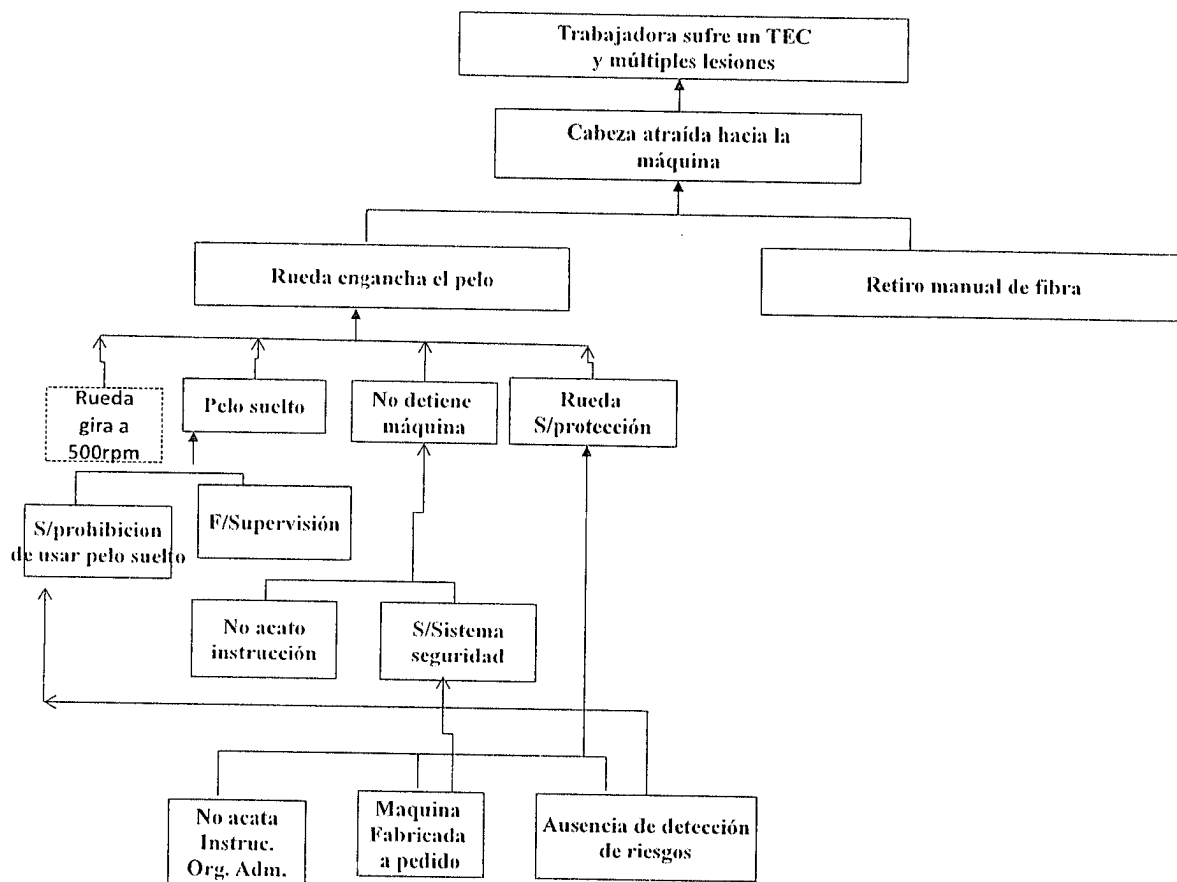 Trabajadora sufre un TEC
y múltiples lesiones
Cabeza atraída hacia la
máquina
Rueda engancha el pelo
Retiro manual de fibra
Rueda
gira a
500rpm
Pelo suelto
No detiene
máquina
Rueda
S/protección
S/prohibicion
de usar pelo suelto
F/Supervisión
No acato
instrucción
S/Sistema
seguridad
No acata
Instruc.
Org. Adm.
Maquina
Fabricada
a pedido
Ausencia de detección
de riesgos